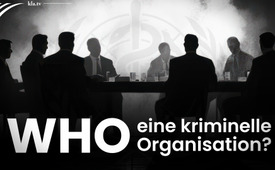 kla.tv
WHO eine kriminelle
Organisation?